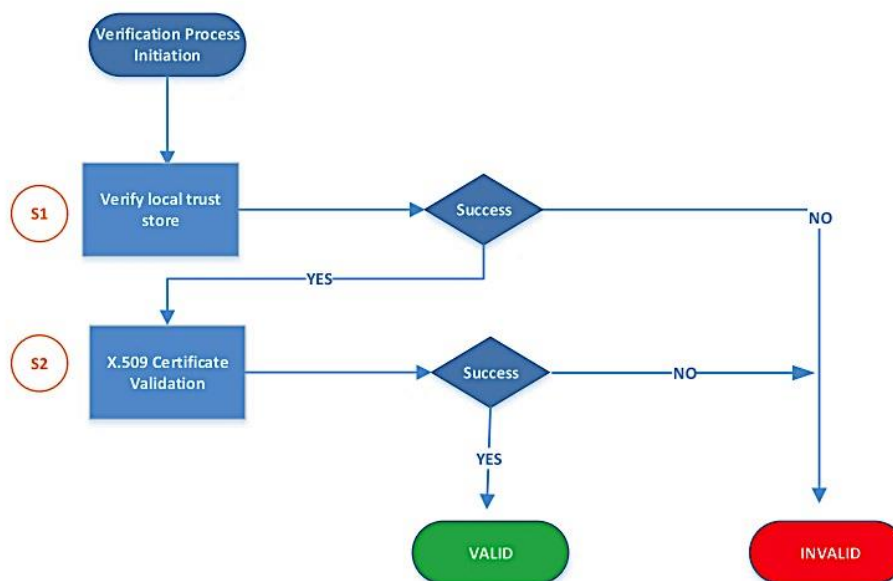 Verification Process
Initiation
S1
Verify local trust
store
Success
NO
YES
S2
X.509 Certificate
Validation
Success
NO
YES
VALID
INVALID